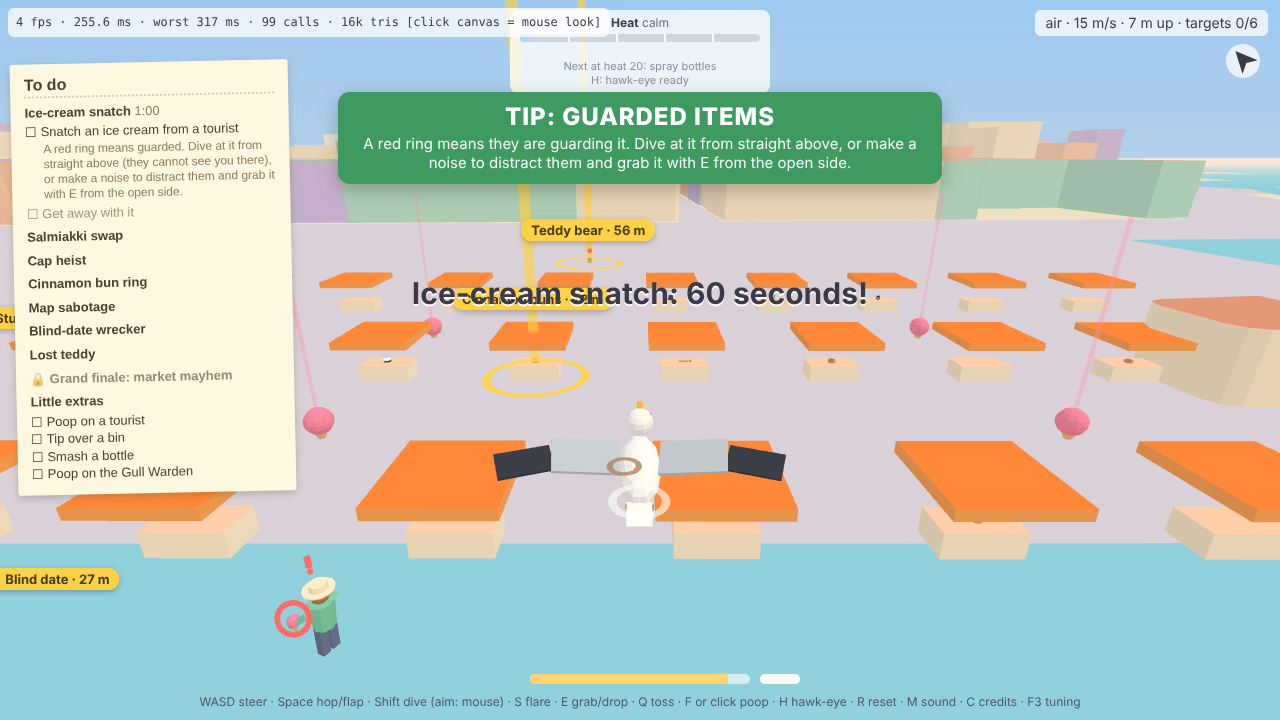 4 fps · 255.6 ms · worst 317 ms · 99 calls · 16k tris [click canvas = mouse look]
Heat calm
Next at heat 20: spray bottles
H: hawk-eye ready
air · 15 m/s · 7 m up · targets 0/6
TIP: GUARDED ITEMS
A red ring means they are guarding it. Dive at it from straight above, or make a
noise to distract them and grab it with E from the open side.
To do
Ice-cream snatch 1:00
☐ Snatch an ice cream from a tourist
A red ring means guarded. Dive at it from
straight above (they cannot see you there),
or make a noise to distract them and grab it
with E from the open side.
☐ Get away with it
Salmiakki swap
Cap heist
Cinnamon bun ring
Map sabotage
Blind-date wrecker
Lost teddy
🔒 Grand finale: market mayhem
Little extras
☐ Poop on a tourist
☐ Tip over a bin
☐ Smash a bottle
☐ Poop on the Gull Warden
Teddy bear · 56 m
Ice-cream snatch: 60 seconds!
Blind date · 27 m
WASD steer · Space hop/flap · Shift dive (aim: mouse) · S flare · E grab/drop · Q toss · F or click poop · H hawk-eye · R reset · M sound · C credits · F3 tuning